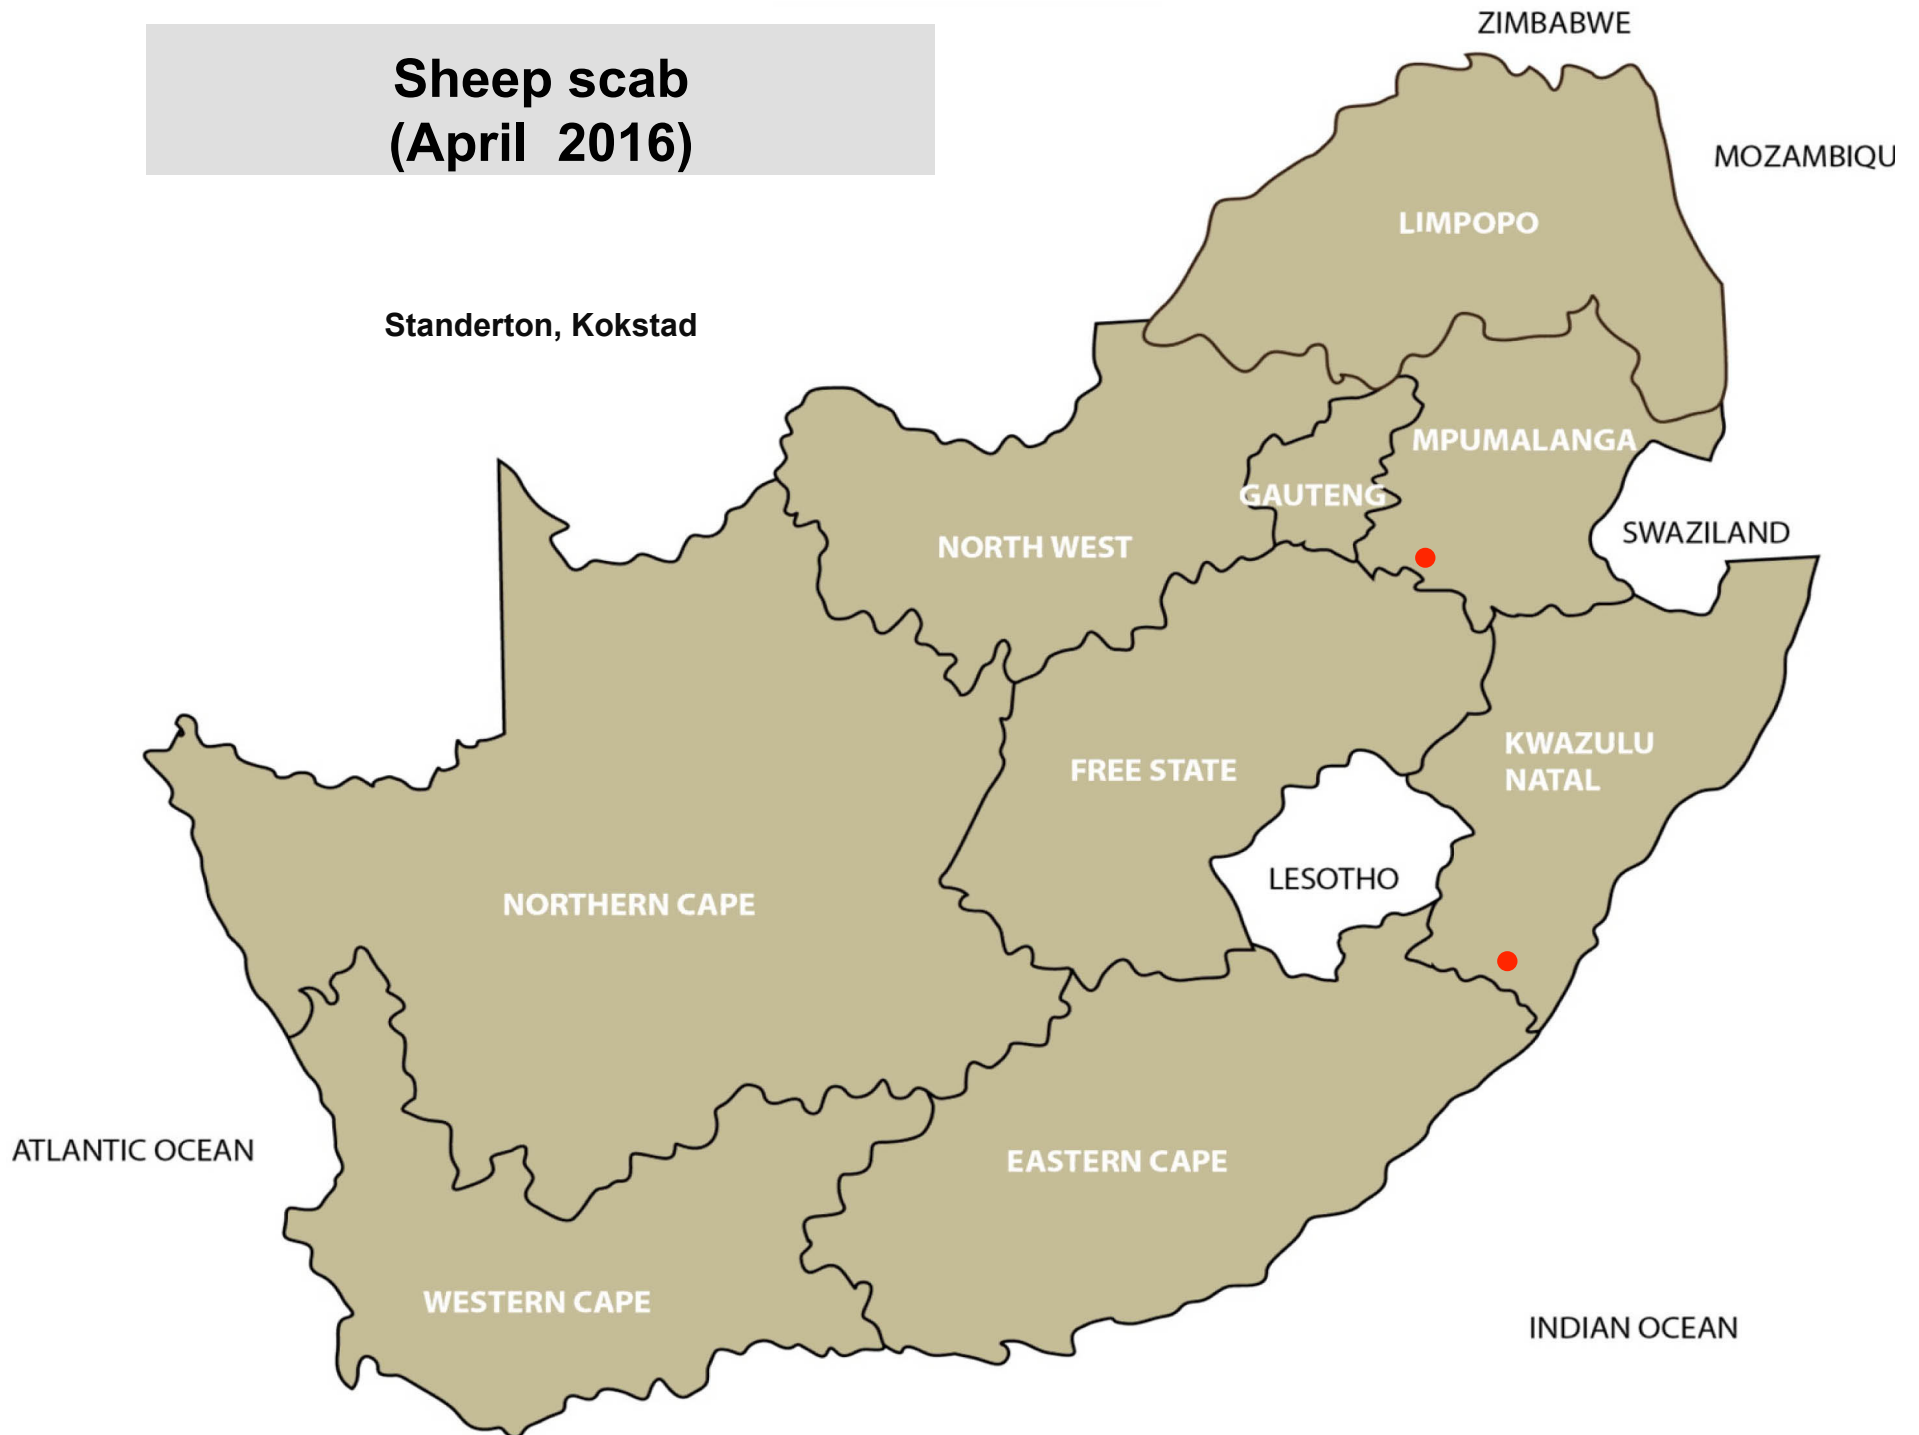 ZIMBABWE
Sheep scab
(April  2016)
MOZAMBIQU
LIMPOPO
Standerton, Kokstad
MPUMALANGA
GAUTENG
SWAZILAND
NORTH WEST
KWAZULU
NATAL
FREE STATE
LESOTHO
NORTHERN CAPE
ATLANTIC OCEAN
EASTERN CAPE
WESTERN CAPE
INDIAN OCEAN